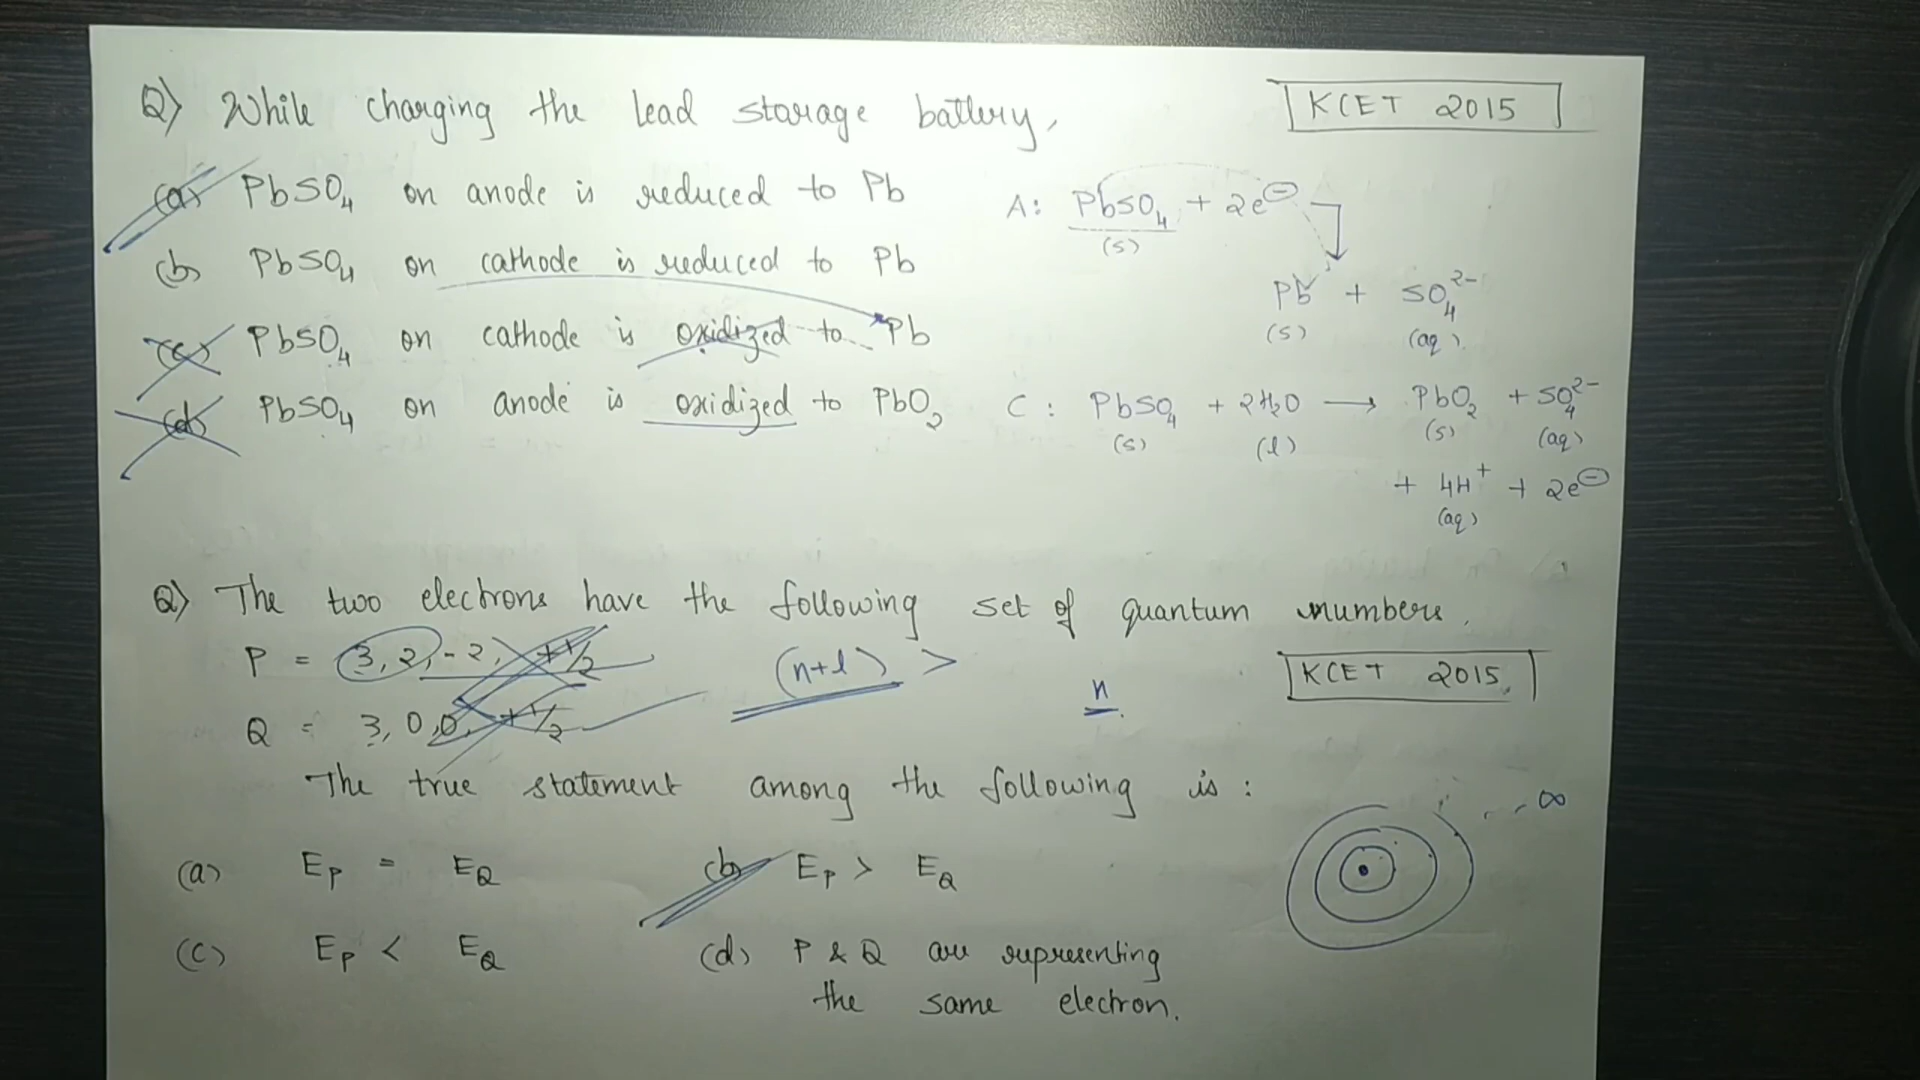 Q) While charging the lead storage battery,
KCET 2015
(a) PbSO4 on anode is reduced to Pb
A: PbSO4 + 2e⊖
(s)
(b) PbSO4 on cathode is reduced to Pb
Pb + SO4²⁻
(s) (aq)
(c) PbSO4 on cathode is oxidized to Pb
(d) PbSO4 on anode is oxidized to PbO2
C: PbSO4 + 2H2O → PbO2 + SO4²⁻
(s) (l) (s) (aq)
+ 4H⁺ + 2e⊖
(aq)
Q) The two electrons have the following set of quantum numbers.
P = 3, 2, -2, +1/2
(n+l) >
n
KCET 2015
Q = 3, 0, 0, +1/2
The true statement among the following is :
∞
(a) EP = EQ
(b) EP > EQ
(c) EP < EQ
(d) P & Q are representing
the same electron.